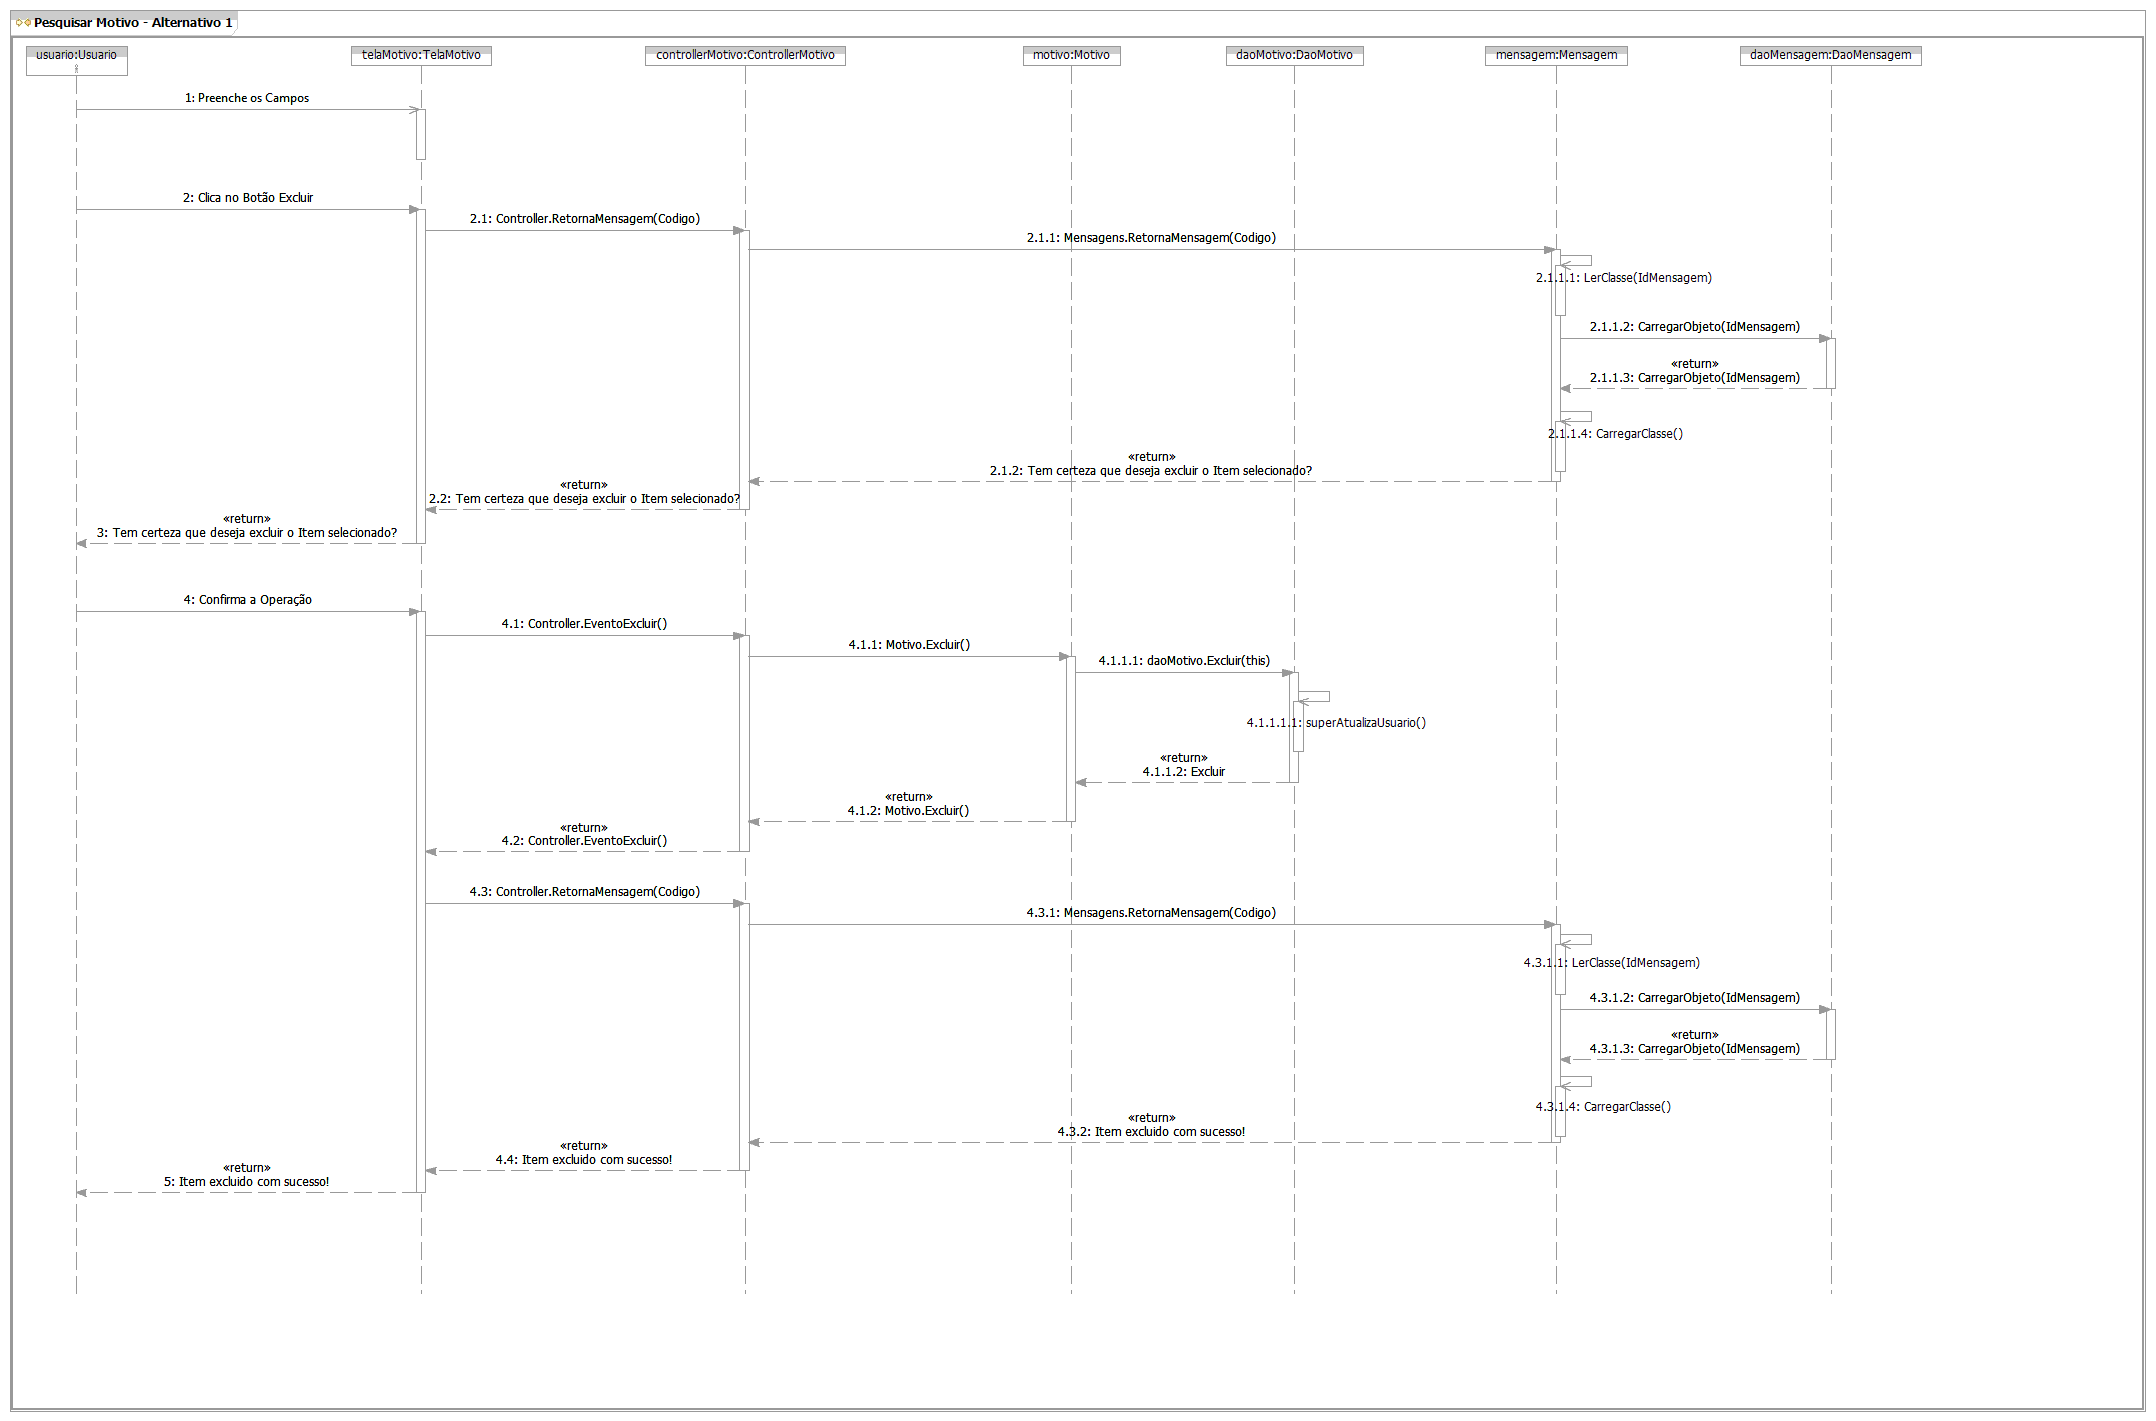 Pesquisar Motivo - Alternativo 1
usuario:Usuario
telaMotivo:TelaMotivo
controllerMotivo:ControllerMotivo
motivo:Motivo
daoMotivo:DaoMotivo
mensagem:Mensagem
daoMensagem:DaoMensagem
1: Preenche os Campos
2: Clica no Botão Excluir
2.1: Controller.RetornaMensagem(Codigo)
2.1.1: Mensagens.RetornaMensagem(Codigo)
2.1.1.1: LerClasse(IdMensagem)
2.1.1.2: CarregarObjeto(IdMensagem)
«return»
2.1.1.3: CarregarObjeto(IdMensagem)
2.1.1.4: CarregarClasse()
«return»
2.1.2: Tem certeza que deseja excluir o Item selecionado?
«return»
2.2: Tem certeza que deseja excluir o Item selecionado?
«return»
3: Tem certeza que deseja excluir o Item selecionado?
4: Confirma a Operação
4.1: Controller.EventoExcluir()
4.1.1: Motivo.Excluir()
4.1.1.1: daoMotivo.Excluir(this)
4.1.1.1.1: superAtualizaUsuario()
«return»
4.1.1.2: Excluir
«return»
4.1.2: Motivo.Excluir()
«return»
4.2: Controller.EventoExcluir()
4.3: Controller.RetornaMensagem(Codigo)
4.3.1: Mensagens.RetornaMensagem(Codigo)
4.3.1.1: LerClasse(IdMensagem)
4.3.1.2: CarregarObjeto(IdMensagem)
«return»
4.3.1.3: CarregarObjeto(IdMensagem)
4.3.1.4: CarregarClasse()
«return»
4.3.2: Item excluido com sucesso!
«return»
4.4: Item excluido com sucesso!
«return»
5: Item excluido com sucesso!